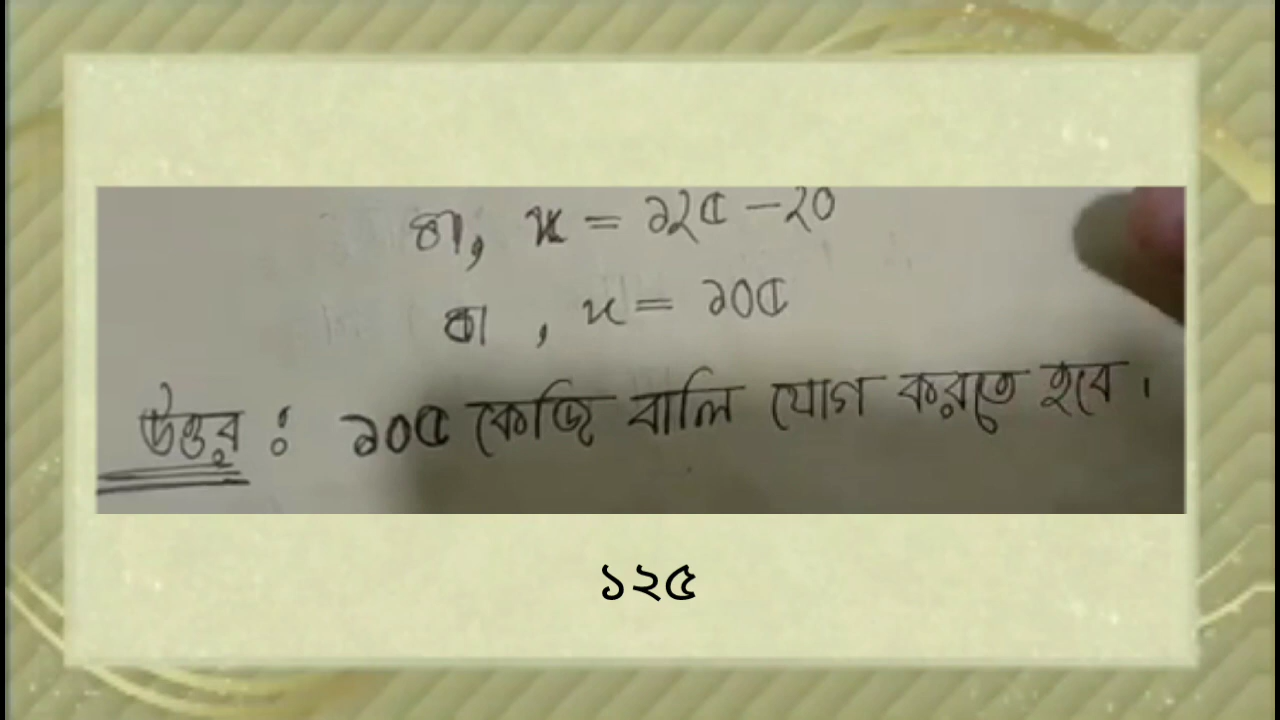 বা, x = ১২৫ - ২০
বা , x = ১০৫
উত্তর : ১০৫ কেজি বালি যোগ করতে হবে ।
১২৫